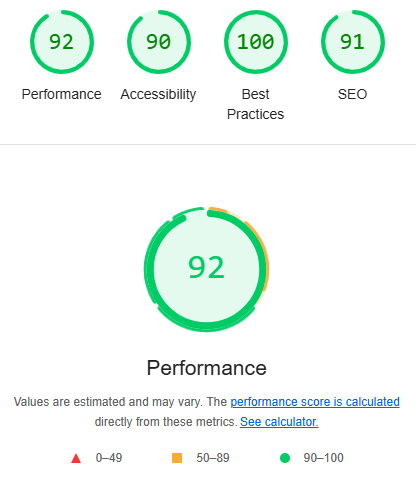 92 90 100 91
Performance Accessibility Best SEO
Practices
92
Performance
Values are estimated and may vary. The performance score is calculated
directly from these metrics. See calculator.
0–49 50–89 90–100